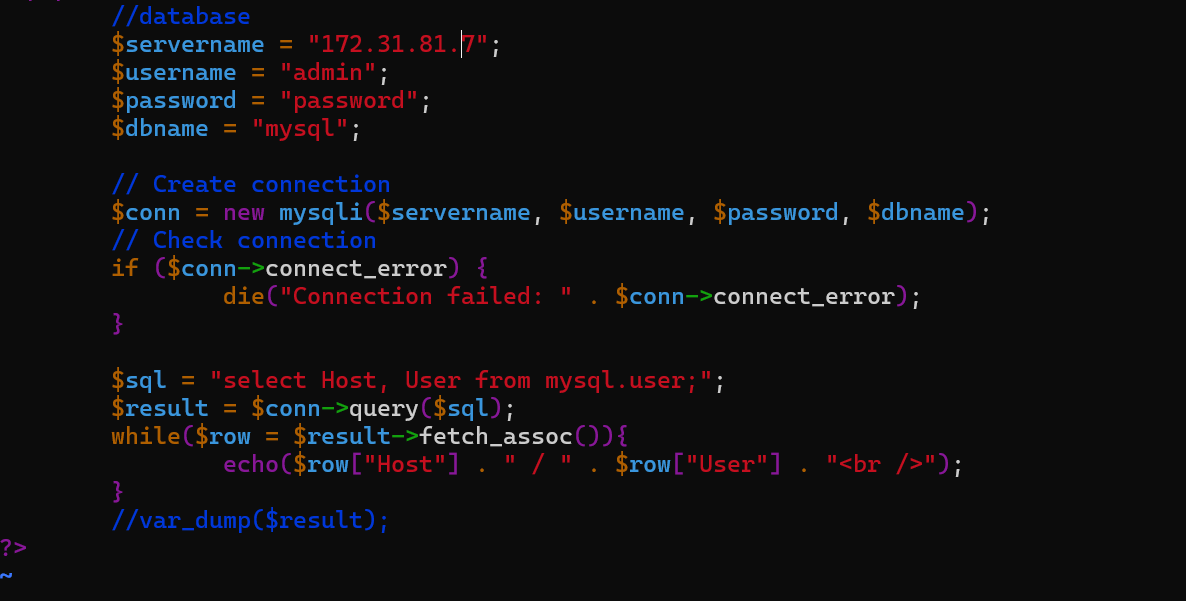 //database
$servername = "172.31.81.7";
$username = "admin";
$password = "password";
$dbname = "mysql";
// Create connection
$conn = new mysqli($servername, $username, $password, $dbname);
// Check connection
if ($conn->connect_error) {
die("Connection failed: " . $conn->connect_error);
}
$sql = "select Host, User from mysql.user;";
$result = $conn->query($sql);
while($row = $result->fetch_assoc()){
echo($row["Host"] . " / " . $row["User"] . "<br />");
}
//var_dump($result);
?>
~